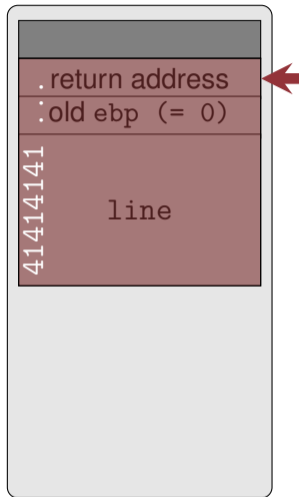 . return address
: old ebp (= 0)
line
41414141